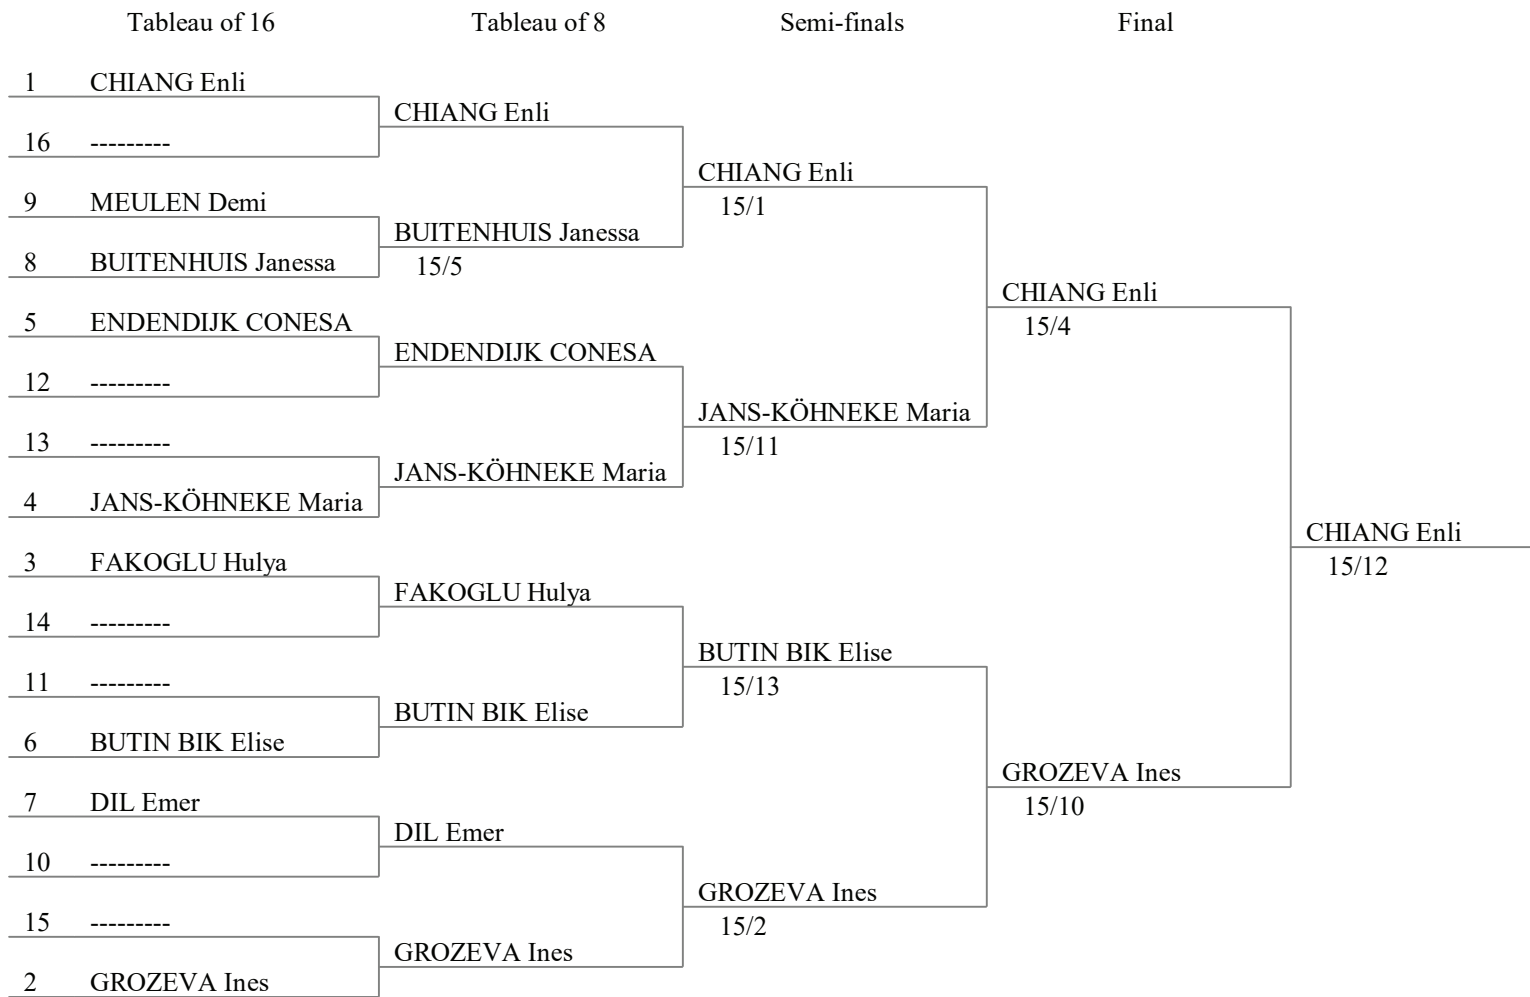 Tableau of 16 Tableau of 8 Semi-finals Final
1 CHIANG Enli
CHIANG Enli
16 ---------
CHIANG Enli
9 MEULEN Demi
15/1
BUITENHUIS Janessa
8 BUITENHUIS Janessa
15/5
CHIANG Enli
5 ENDENDIJK CONESA
15/4
ENDENDIJK CONESA
12 ---------
JANS-KÖHNEKE Maria
13 ---------
15/11
JANS-KÖHNEKE Maria
4 JANS-KÖHNEKE Maria
CHIANG Enli
3 FAKOGLU Hulya
15/12
FAKOGLU Hulya
14 ---------
BUTIN BIK Elise
11 ---------
15/13
BUTIN BIK Elise
6 BUTIN BIK Elise
GROZEVA Ines
7 DIL Emer
15/10
DIL Emer
10 ---------
GROZEVA Ines
15 ---------
15/2
GROZEVA Ines
2 GROZEVA Ines